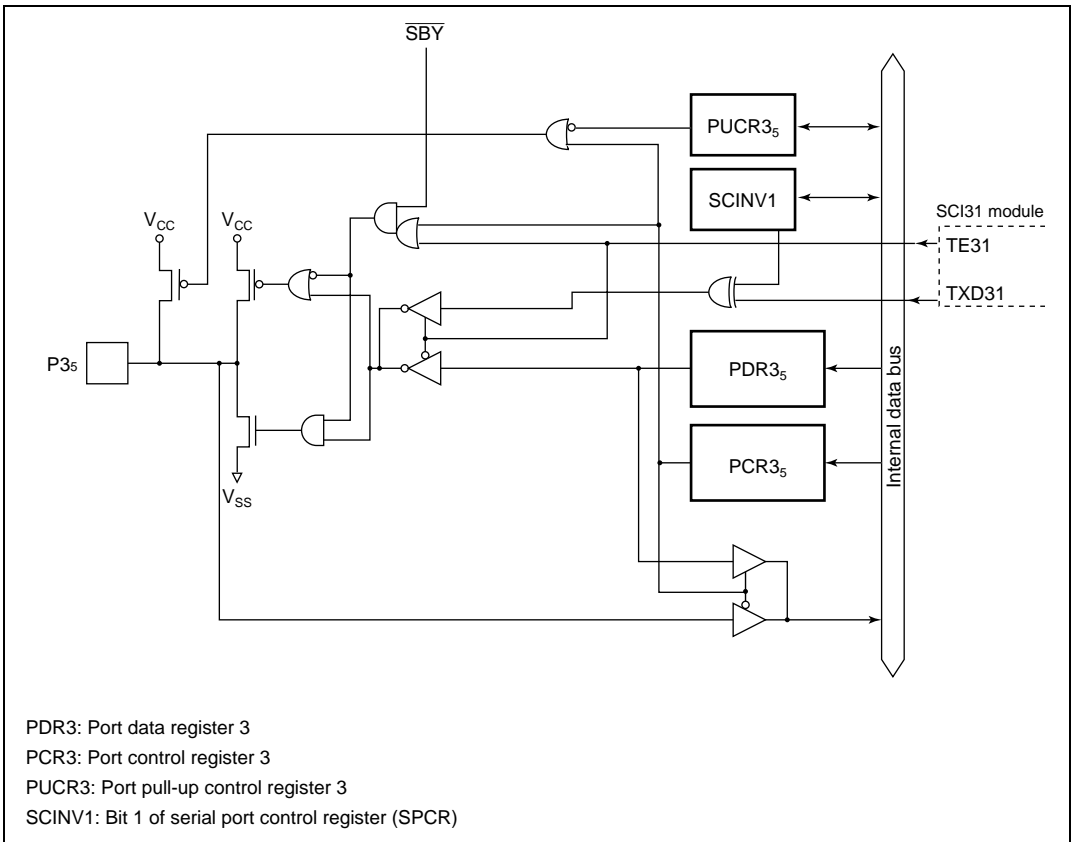 SBY
PUCR3₅
SCINV1
SCI31 module
TE31
TXD31
V_CC V_CC
P3₅
PDR3₅
PCR3₅
V_SS
Internal data bus
PDR3: Port data register 3
PCR3: Port control register 3
PUCR3: Port pull-up control register 3
SCINV1: Bit 1 of serial port control register (SPCR)